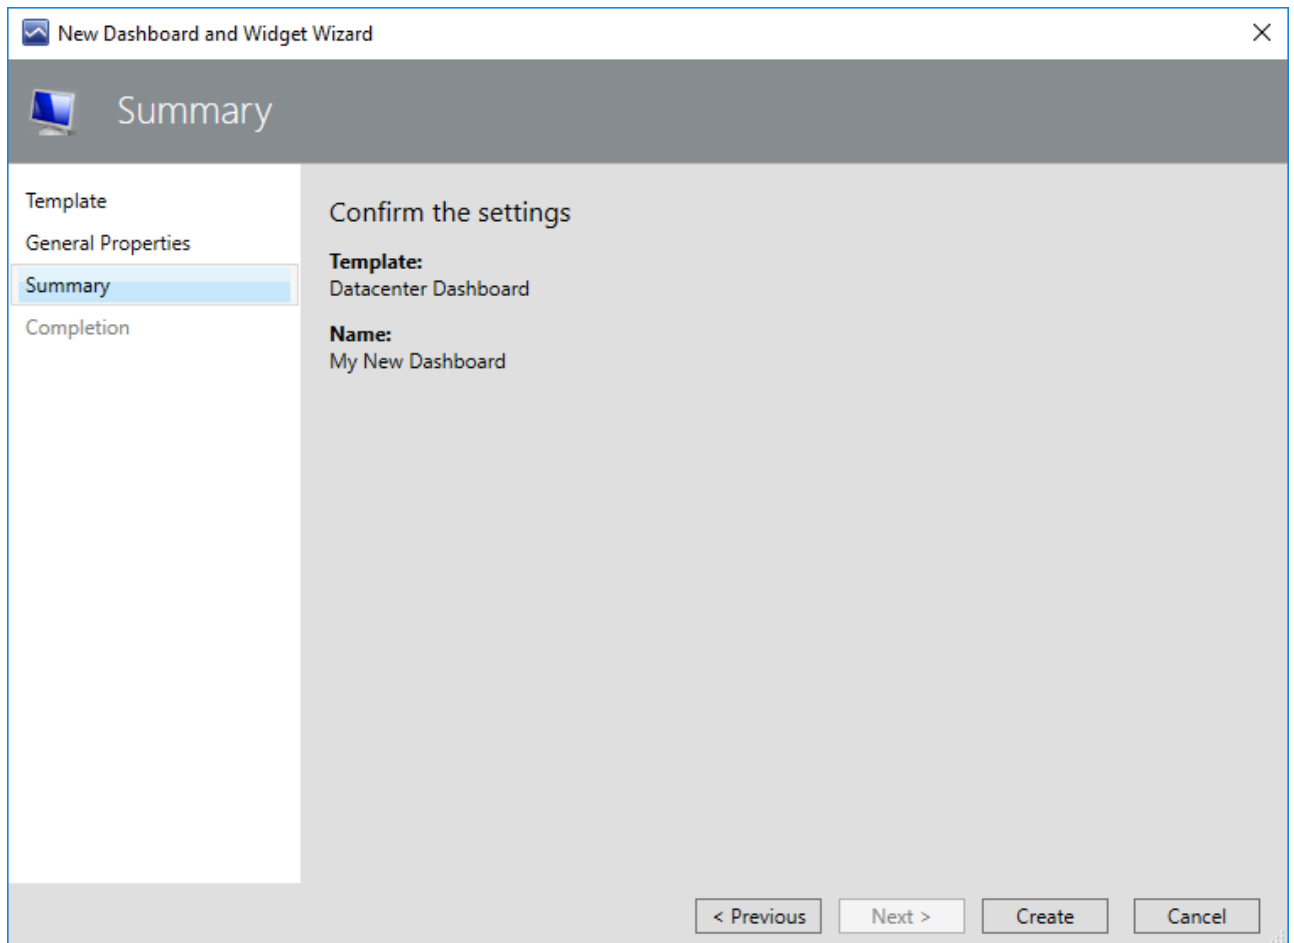 New Dashboard and Widget Wizard
Summary
Template
General Properties
Summary
Completion
Confirm the settings
Template:
Datacenter Dashboard
Name:
My New Dashboard
< Previous
Next >
Create
Cancel